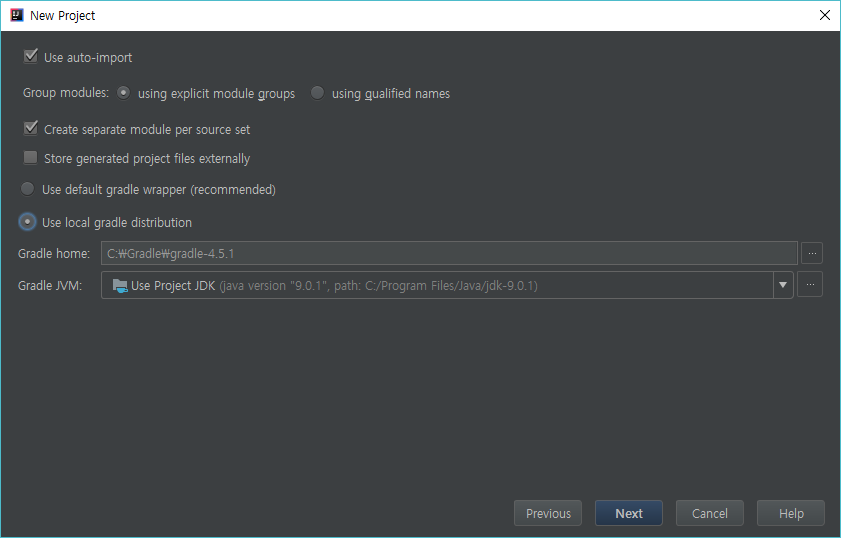 New Project
Use auto-import
Group modules: using explicit module groups using qualified names
Create separate module per source set
Store generated project files externally
Use default gradle wrapper (recommended)
Use local gradle distribution
Gradle home: C:₩Gradle₩gradle-4.5.1 ...
Gradle JVM: Use Project JDK (java version "9.0.1", path: C:/Program Files/Java/jdk-9.0.1) ...
Previous Next Cancel Help